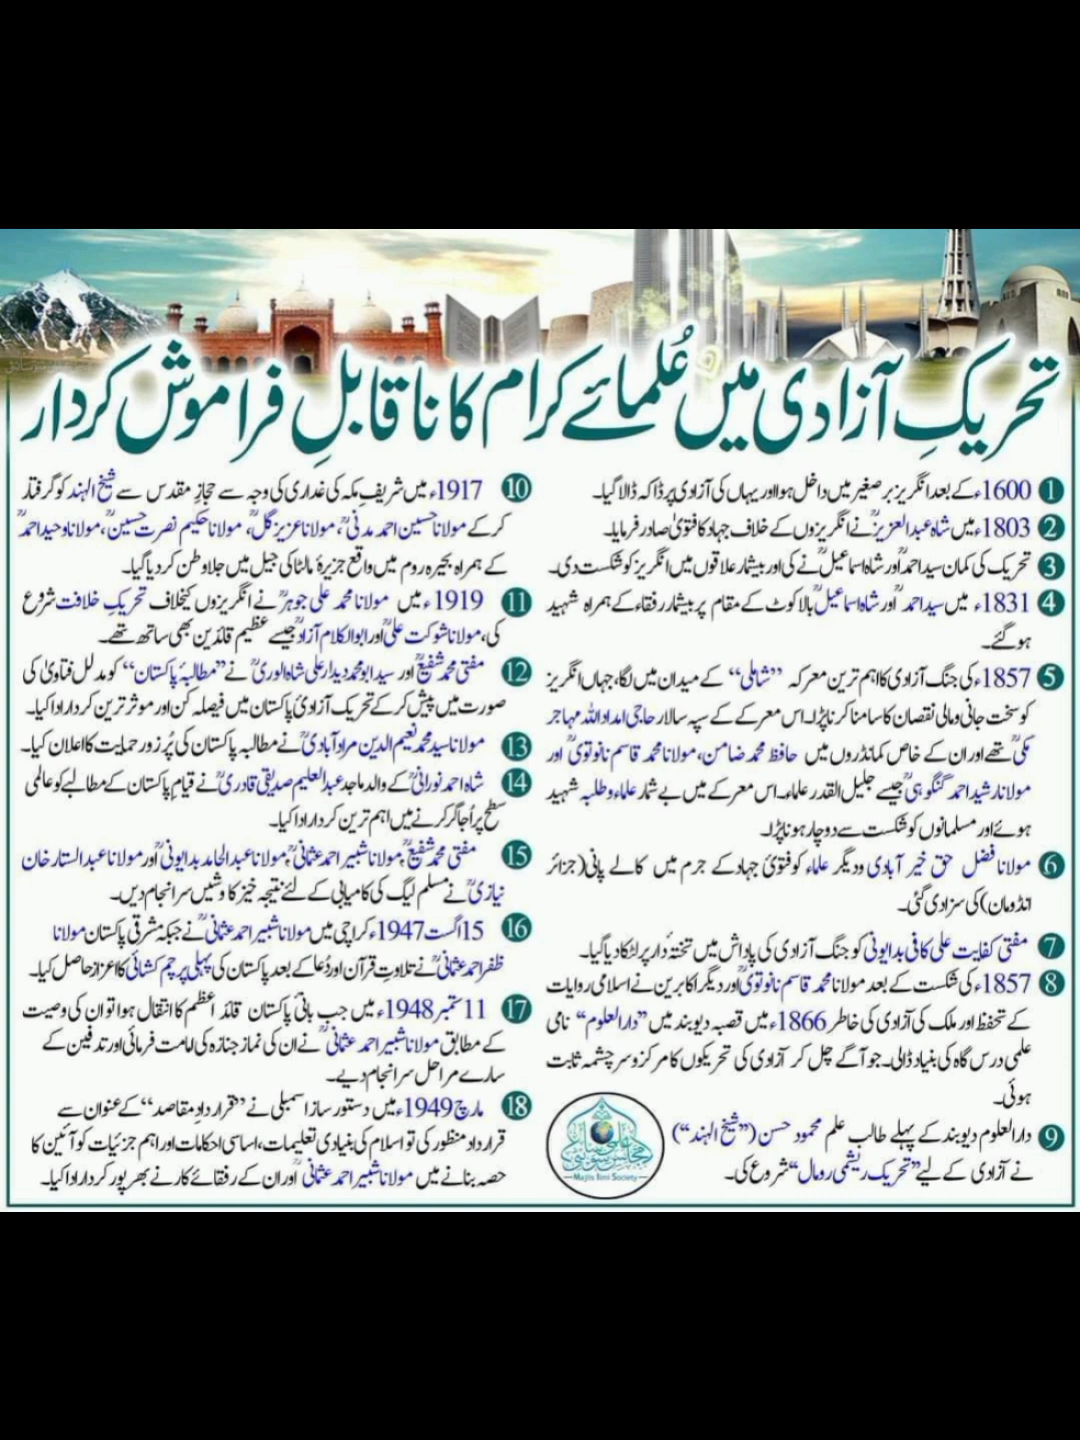 تحریکِ آزادی میں عُلمائے کرام کا ناقابلِ فراموش کردار
1 1600ء کے بعد انگریز برصغیر میں داخل ہوا اور یہاں کی آزادی پر ڈاکہ ڈالا گیا۔
2 1803ء میں شاہ عبدالعزیزؒ نے انگریزوں کے خلاف جہاد کا فتویٰ صادر فرمایا۔
3 تحریک کی کمان سید احمدؒ اور شاہ اسماعیلؒ نے کی اور بیشمار علاقوں میں انگریز کو شکست دی۔
4 1831ء میں سید احمدؒ اور شاہ اسماعیلؒ بالاکوٹ کے مقام پر بیشمار رفقاء کے ہمراہ شہید
ہو گئے۔
5 1857ء کی جنگ آزادی کا اہم ترین معرکہ ”شاملی“ کے میدان میں لگا، جہاں انگریز
کو سخت جانی و مالی نقصان کا سامنا کرنا پڑا۔ اس معرکے کے سپہ سالار حاجی امداد اللہ مہاجر
مکیؒ تھے اور ان کے خاص کمانڈروں میں حافظ محمد ضامن، مولانا محمد قاسم نانوتویؒ اور
مولانا رشید احمد گنگوہیؒ جیسے جلیل القدر علماء۔ اس معرکے میں بے شمار علماء و طلبہ شہید
ہوئے اور مسلمانوں کو شکست سے دوچار ہونا پڑا۔
6 مولانا فضل حق خیر آبادی و دیگر علماء کو فتویٰ جہاد کے جرم میں کالے پانی (جزائر
انڈومان) کی سزا دی گئی۔
7 مفتی کفایت علی کافی بدایونی کو جنگ آزادی کی پاداش میں تختہ دار پر لٹکا دیا گیا۔
8 1857ء کی شکست کے بعد مولانا محمد قاسم نانوتویؒ اور دیگر اکابرین نے اسلامی روایات
کے تحفظ اور ملک کی آزادی کی خاطر 1866ء میں قصبہ دیوبند میں ”دارالعلوم“ نامی
علمی درس گاہ کی بنیاد ڈالی۔ جو آگے چل کر آزادی کی تحریکوں کا مرکز و سرچشمہ ثابت
ہوئی۔
9 دارالعلوم دیوبند کے پہلے طالب علم محمود حسن (”شیخ الہند“)
نے آزادی کے لیے ”تحریک ریشمی رومال“ شروع کی۔
مجلس علمی سوسائٹی
Majlis Ilmi Society
10 1917ء میں شریفِ مکہ کی غداری کی وجہ سے حجازِ مقدس سے شیخ الہند کو گرفتار
کر کے مولانا حسین احمد مدنیؒ، مولانا عزیز گلؒ، مولانا حکیم نصرت حسینؒ، مولانا وحید احمدؒ
کے ہمراہ بحیرہ روم میں واقع جزیرۂ مالٹا کی جیل میں جلا وطن کر دیا گیا۔
11 1919ء میں مولانا محمد علی جوہرؒ نے انگریزوں کیخلاف تحریکِ خلافت شروع
کی، مولانا شوکت علیؒ اور ابوالکلام آزادؒ جیسے عظیم قائدین بھی ساتھ تھے۔
12 مفتی محمد شفیعؒ اور سید ابو محمد دیدار علی شاہ الوریؒ نے ”مطالبۂ پاکستان“ کو مدلل فتاویٰ کی
صورت میں پیش کر کے تحریک آزادیٔ پاکستان میں فیصلہ کن اور موثر ترین کردار ادا کیا۔
13 مولانا سید محمد نعیم الدین مراد آبادیؒ نے مطالبہ پاکستان کی پُر زور حمایت کا اعلان کیا۔
14 شاہ احمد نورانیؒ کے والد ماجد عبدالعلیم صدیقی قادریؒ نے قیامِ پاکستان کے مطالبے کو عالمی
سطح پر اُجاگر کرنے میں اہم ترین کردار ادا کیا۔
15 مفتی محمد شفیعؒ، مولانا شبیر احمد عثمانیؒ، مولانا عبدالحامد بدایونیؒ اور مولانا عبدالستار خان
نیازیؒ نے مسلم لیگ کی کامیابی کے لئے نتیجہ خیز کاوشیں سرانجام دیں۔
16 15 اگست 1947ء کراچی میں مولانا شبیر احمد عثمانیؒ نے جبکہ مشرقی پاکستان مولانا
ظفر احمد عثمانیؒ نے تلاوتِ قرآن اور دُعا کے بعد پاکستان کی پہلی پرچم کشائی کا اعزاز حاصل کیا۔
17 11 ستمبر 1948ء میں جب بانیٔ پاکستان قائد اعظم کا انتقال ہوا تو ان کی وصیت
کے مطابق مولانا شبیر احمد عثمانیؒ نے ان کی نماز جنازہ کی امامت فرمائی اور تدفین کے
سارے مراحل سرانجام دیے۔
18 مارچ 1949ء میں دستور ساز اسمبلی نے ”قراردادِ مقاصد“ کے عنوان سے
قرارداد منظور کی تو اسلام کی بنیادی تعلیمات، اساسی احکامات اور اہم جزئیات کو آئین کا
حصہ بنانے میں مولانا شبیر احمد عثمانیؒ اور ان کے رفقائے کار نے بھر پور کردار ادا کیا۔